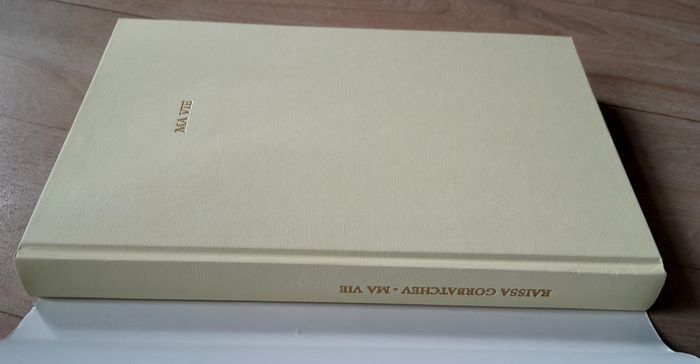 MA VIE
RAISSA GORBATCHEV - MA VIE